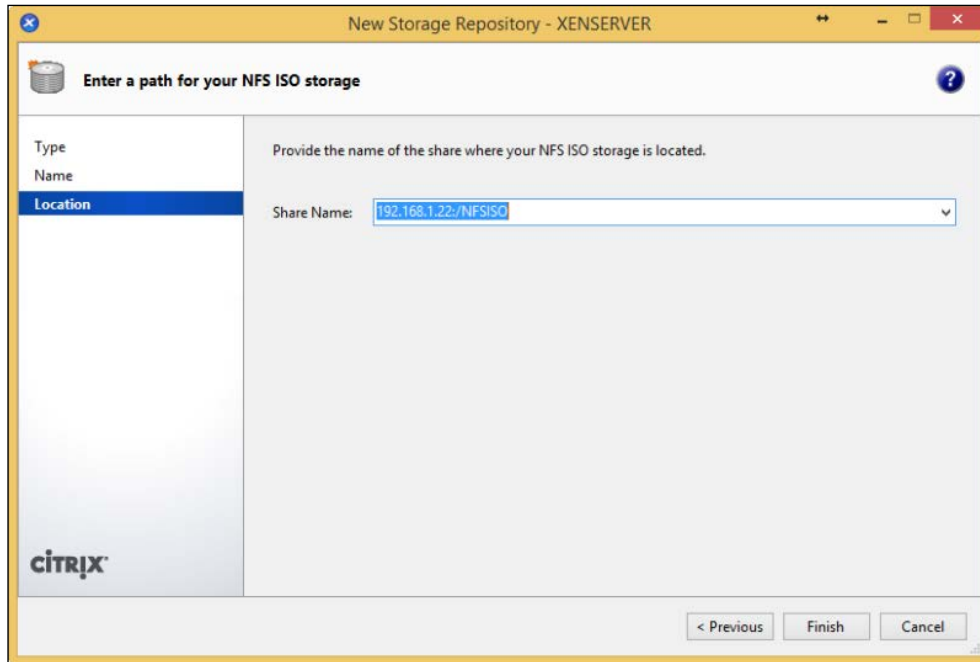 New Storage Repository - XENSERVER
Enter a path for your NFS ISO storage
?
Type
Name
Location
Provide the name of the share where your NFS ISO storage is located.
Share Name: 192.168.1.22:/NFSISO
CITRIX
< Previous Finish Cancel